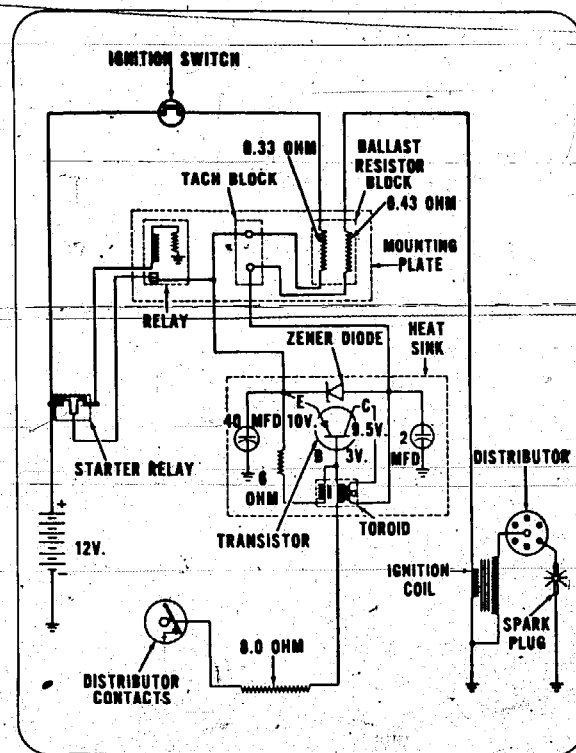 IGNITION SWITCH
0.33 OHM
BALLAST
RESISTOR
BLOCK
TACH BLOCK
0.43 OHM
MOUNTING
PLATE
RELAY
ZENER DIODE
HEAT
SINK
E
C
40 MFD 10V.
9.5V.
2
MFD
B
3V.
STARTER RELAY
6
OHM
DISTRIBUTOR
TRANSISTOR
TOROID
+
12V.
-
IGNITION
COIL
SPARK
PLUG
8.0 OHM
DISTRIBUTOR
CONTACTS